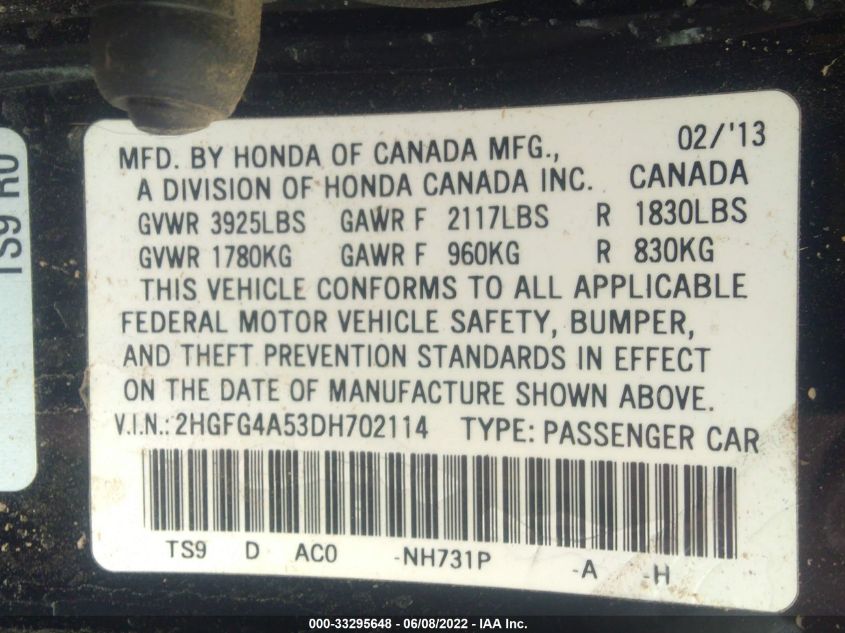 TS9 R0
02/'13
MFD. BY HONDA OF CANADA MFG.,
A DIVISION OF HONDA CANADA INC. CANADA
GVWR 3925LBS GAWR F 2117LBS R 1830LBS
GVWR 1780KG GAWR F 960KG R 830KG
THIS VEHICLE CONFORMS TO ALL APPLICABLE
FEDERAL MOTOR VEHICLE SAFETY, BUMPER,
AND THEFT PREVENTION STANDARDS IN EFFECT
ON THE DATE OF MANUFACTURE SHOWN ABOVE.
V.I.N.: 2HGFG4A53DH702114 TYPE: PASSENGER CAR
TS9 D AC0 -NH731P -A -H
000-33295648 - 06/08/2022 - IAA Inc.